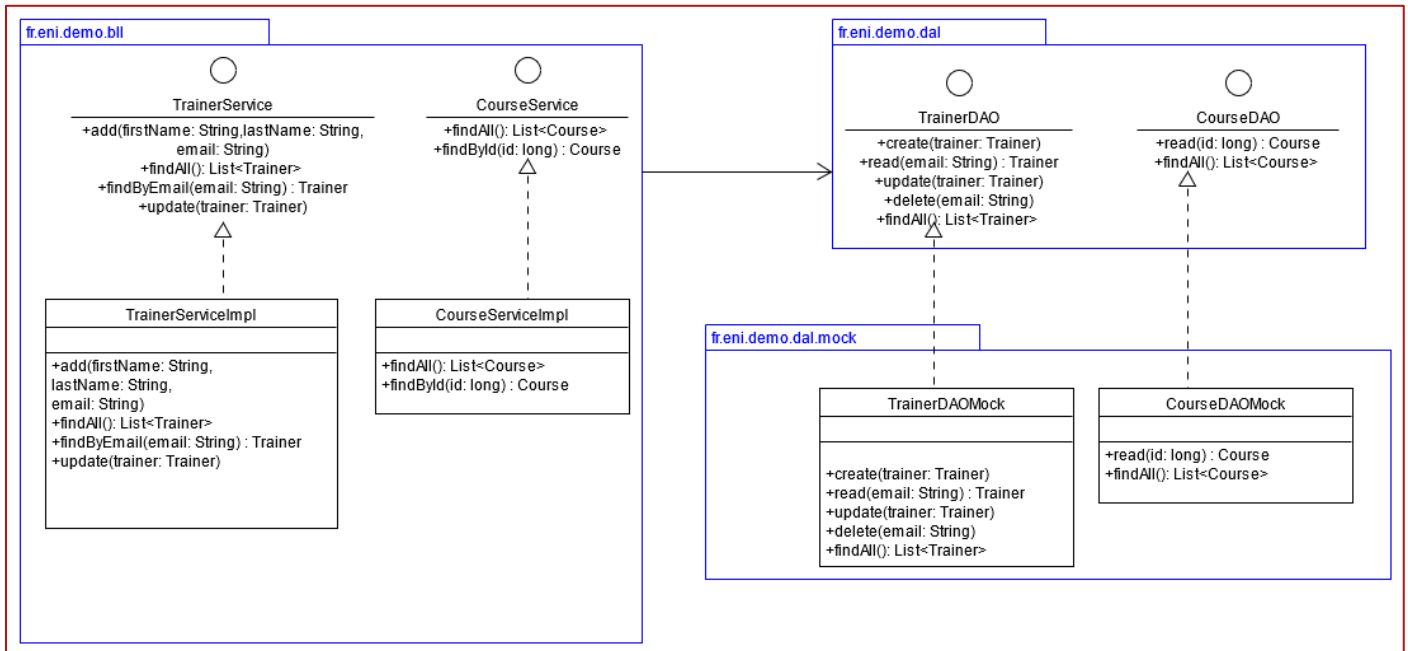 fr.eni.demo.bll
TrainerService
+add(firstName: String,lastName: String,
email: String)
+findAll(): List<Trainer>
+findByEmail(email: String) : Trainer
+update(trainer: Trainer)
CourseService
+findAll(): List<Course>
+findById(id: long) : Course
TrainerServiceImpl
+add(firstName: String,
lastName: String,
email: String)
+findAll(): List<Trainer>
+findByEmail(email: String) : Trainer
+update(trainer: Trainer)
CourseServiceImpl
+findAll(): List<Course>
+findById(id: long) : Course
fr.eni.demo.dal
TrainerDAO
+create(trainer: Trainer)
+read(email: String) : Trainer
+update(trainer: Trainer)
+delete(email: String)
+findAll(): List<Trainer>
CourseDAO
+read(id: long) : Course
+findAll(): List<Course>
fr.eni.demo.dal.mock
TrainerDAOMock
+create(trainer: Trainer)
+read(email: String) : Trainer
+update(trainer: Trainer)
+delete(email: String)
+findAll(): List<Trainer>
CourseDAOMock
+read(id: long) : Course
+findAll(): List<Course>